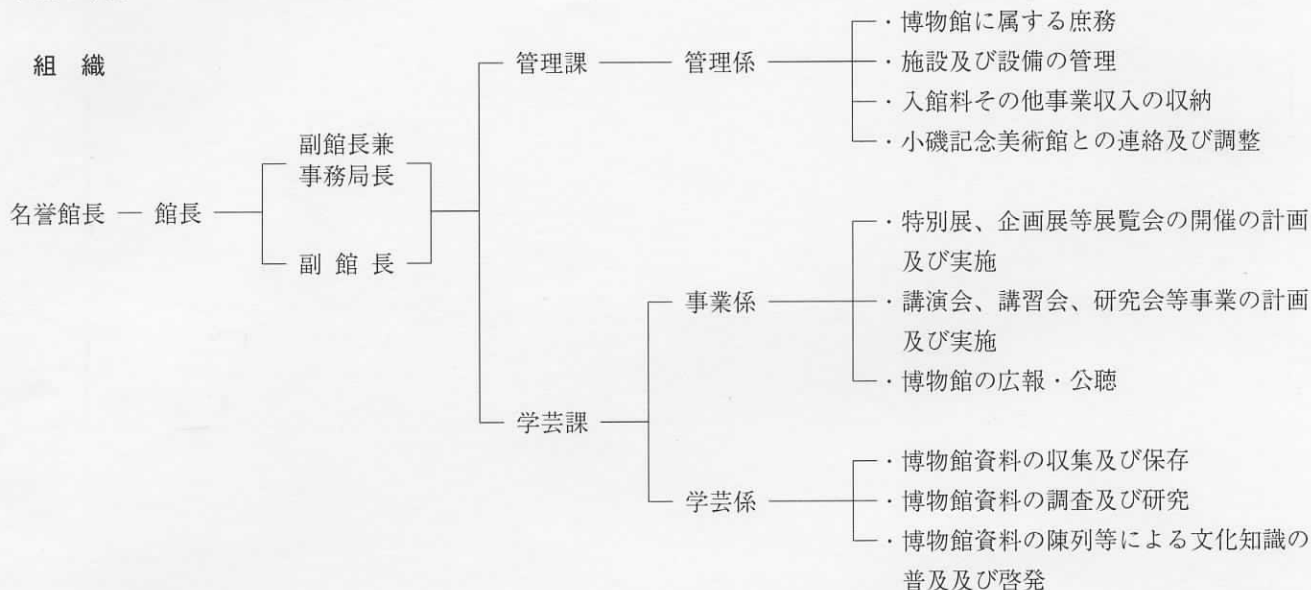 組織
名誉館長
館長
副館長兼
事務局長
副館長
管理課
管理係
・博物館に属する庶務
・施設及び設備の管理
・入館料その他事業収入の収納
・小磯記念美術館との連絡及び調整
学芸課
事業係
・特別展、企画展等展覧会の開催の計画
及び実施
・講演会、講習会、研究会等事業の計画
及び実施
・博物館の広報・公聴
学芸係
・博物館資料の収集及び保存
・博物館資料の調査及び研究
・博物館資料の陳列等による文化知識の
普及及び啓発